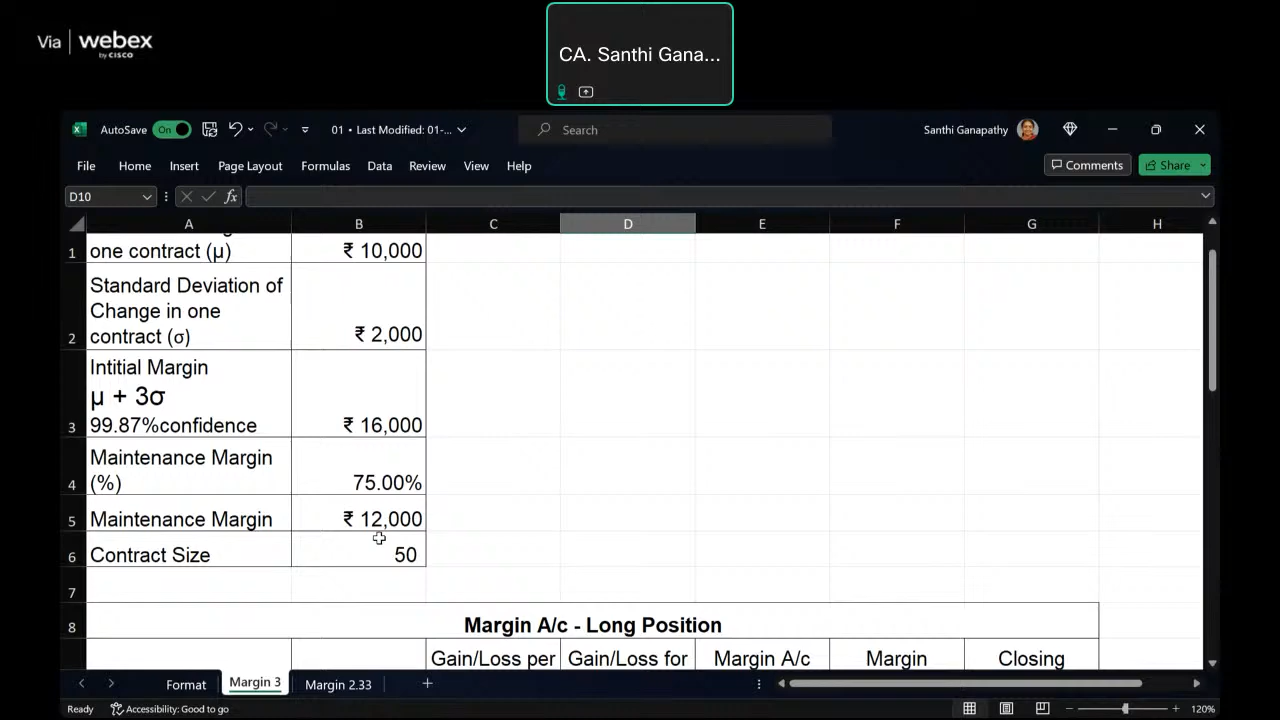 Via | webex
by CISCO
CA. Santhi Gana...
AutoSave On 01 • Last Modified: 01-... Search Santhi Ganapathy
File Home Insert Page Layout Formulas Data Review View Help Comments Share
D10 fx
A B C D E F G H
1 one contract (μ) ₹ 10,000
Standard Deviation of
Change in one
2 contract (σ) ₹ 2,000
Intitial Margin
μ + 3σ
3 99.87%confidence ₹ 16,000
Maintenance Margin
4 (%) 75.00%
5 Maintenance Margin ₹ 12,000
6 Contract Size 50
7
8 Margin A/c - Long Position
Gain/Loss per Gain/Loss for Margin A/c Margin Closing
Format Margin 3 Margin 2.33 +
Ready Accessibility: Good to go 120%